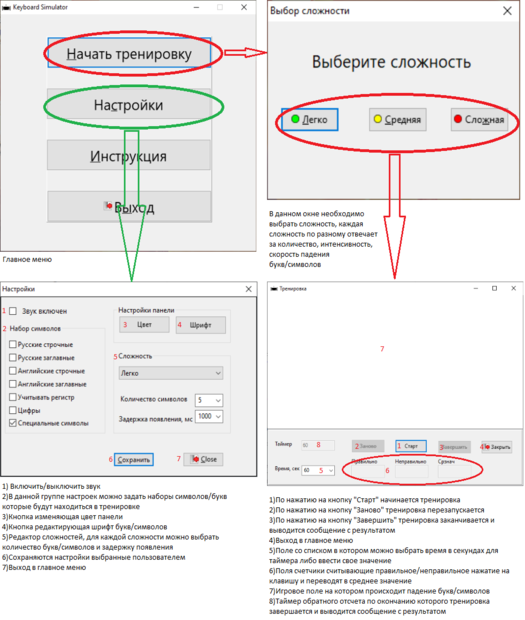 Keyboard Simulator
Начать тренировку
Настройки
Инструкция
Выход
Главное меню
Выбор сложности
Выберите сложность
Легко
Средняя
Сложная
В данном окне необходимо
выбрать сложность, каждая
сложность по разному отвечает
за количество, интенсивность,
скорость падения
букв/символов
Настройки
1
Звук включен
2 Набор символов
Русские строчные
Русские заглавные
Английские строчные
Английские заглавные
Учитывать регистр
Цифры
Специальные символы
Настройки панели
3 Цвет
4 Шрифт
5 Сложность
Легко
Количество символов 5
Задержка появления, мс 1000
6 Сохранить
7 Close
1) Включить/выключить звук
2)В данной группе настроек можно задать наборы символов/букв
которые будут находиться в тренировке
3)Кнопка изменяющая цвет панели
4)Кнопка редактирующая шрифт букв/символов
5)Редактор сложностей, для каждой сложности можно выбрать
количество букв/символов и задержку появления
6)Сохраняются настройки выбранные пользователем
7)Выход в главное меню
Тренировка
7
Таймер 60 8
2 Заново
1 Старт
3 Завершить
4 Закрыть
Время, сек 60 5
Правильно
Неправильно
Ср.знач
6
1)По нажатию на кнопку "Старт" начинается тренировка
2)По нажатию на кнопку "Заново" тренировка перезапускается
3)По нажатию на кнопку "Завершить" тренировка заканчивается и
выводится сообщение с результатом
4)Выход в главное меню
5)Поле со списком в котором можно выбрать время в секундах для
таймера либо ввести свое значение
6)Поля счетчики считывающие правильное/неправильное нажатие на
клавишу и переводят в среднее значение
7)Игровое поле на котором происходит падение букв/символов
8)Таймер обратного отсчета по окончанию которого тренировка
завершается и выводится сообщение с результатом